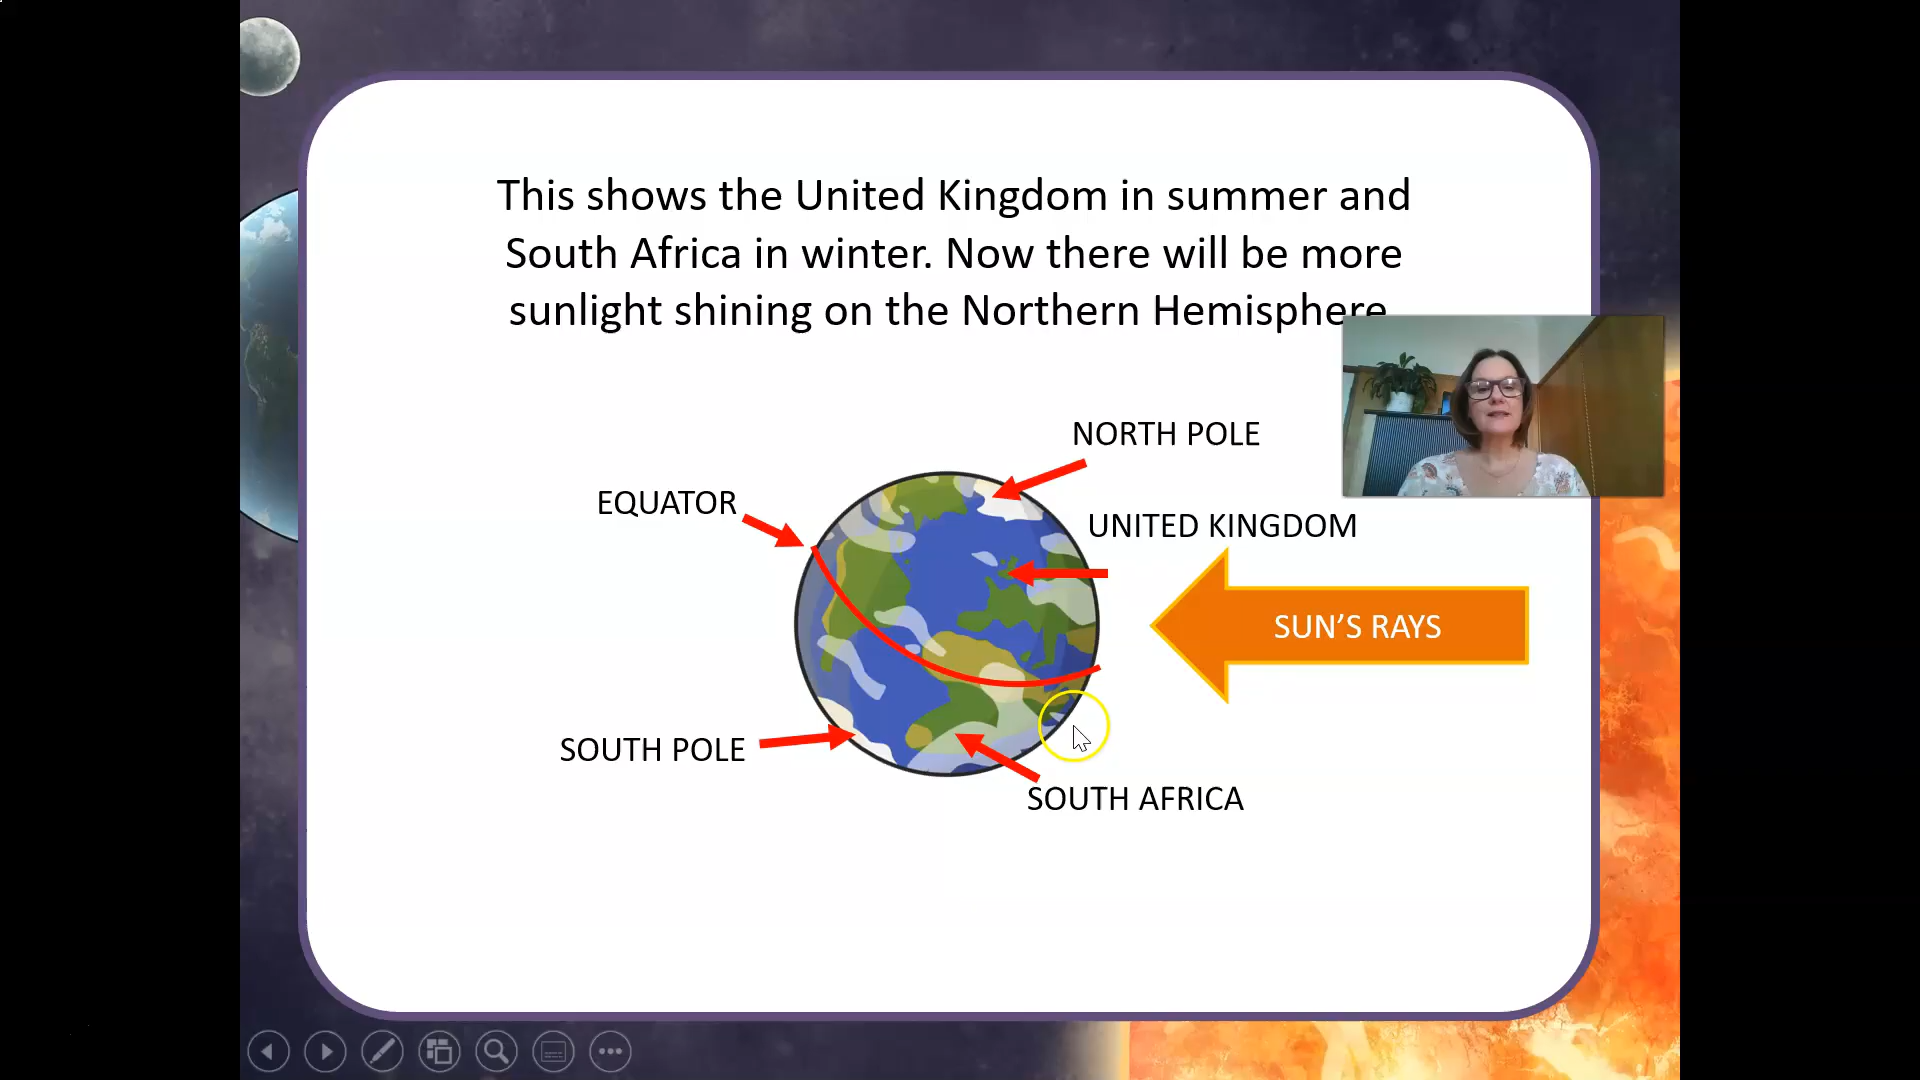 This shows the United Kingdom in summer and
South Africa in winter. Now there will be more
sunlight shining on the Northern Hemisphere
NORTH POLE
EQUATOR
UNITED KINGDOM
SUN'S RAYS
SOUTH POLE
SOUTH AFRICA